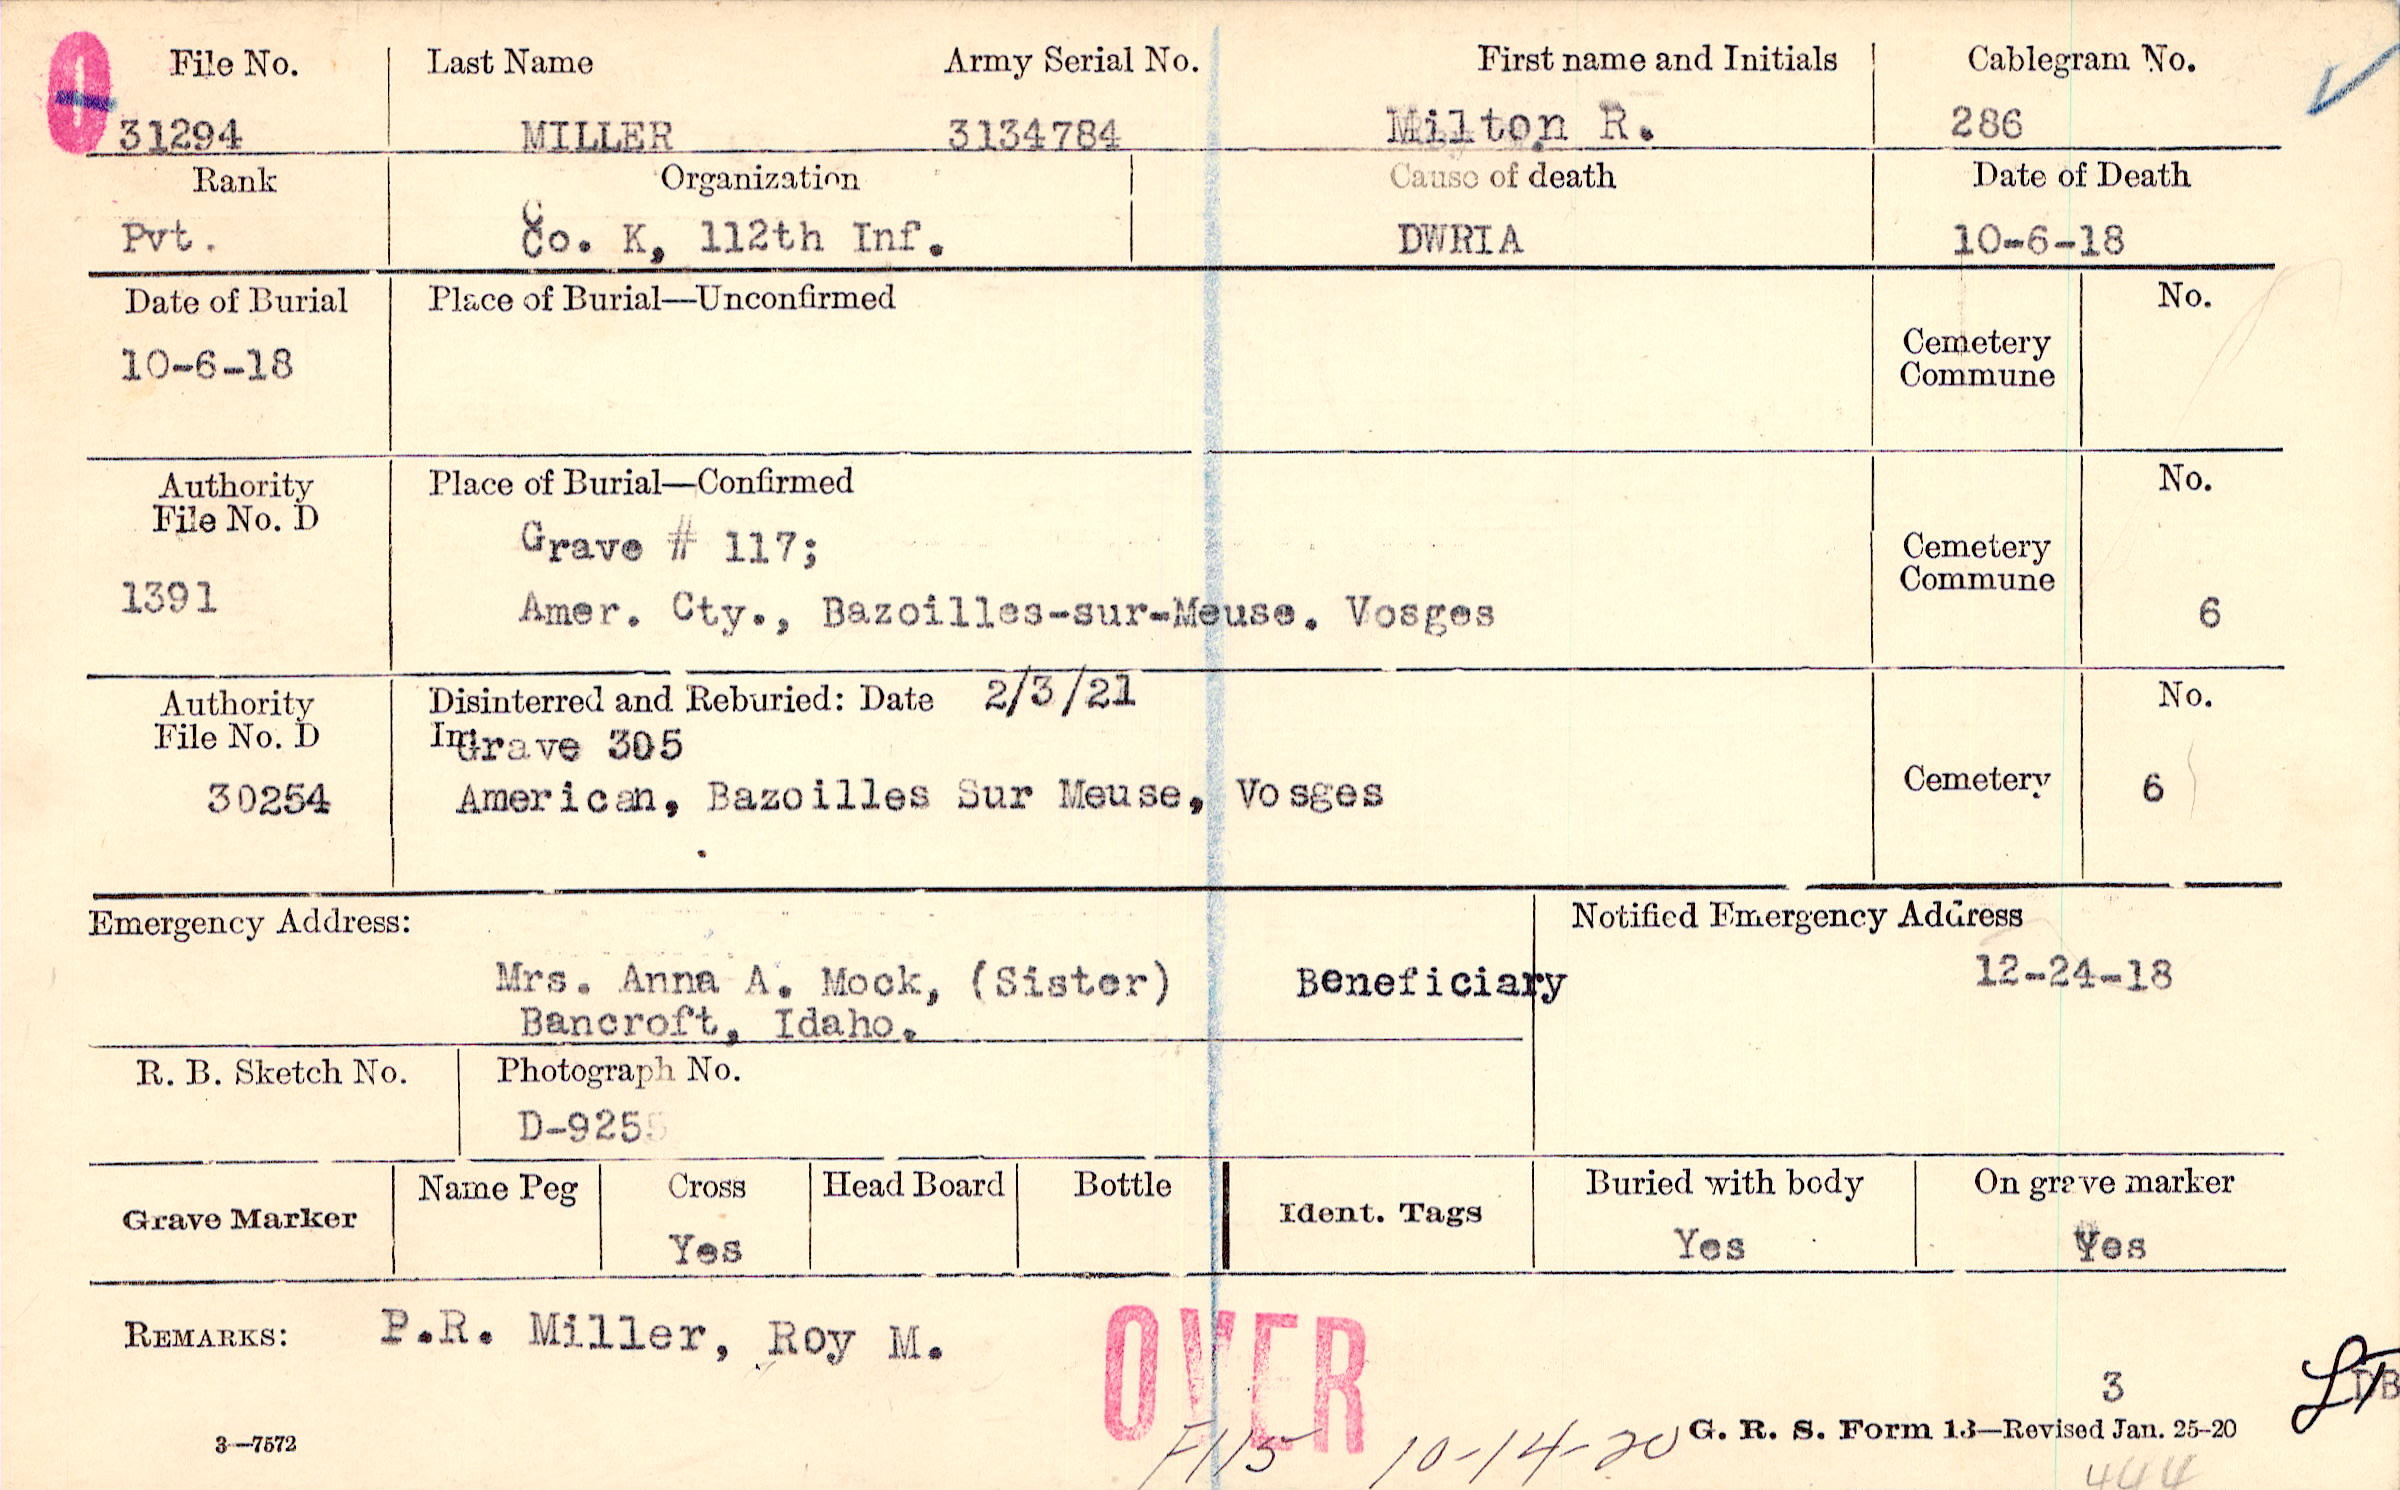 File No. Last Name Army Serial No. First name and Initials Cablegram No.
31294 MILLER 3134784 Milton R. 286
Rank Organization Cause of death Date of Death
Pvt. Co. K, 112th Inf. DWRIA 10-6-18
Date of Burial Place of Burial—Unconfirmed No.
10-6-18
Cemetery
Commune
Authority Place of Burial—Confirmed No.
File No. D
Grave # 117;
Cemetery
Commune
1391 Amer. Cty., Bazoilles-sur-Meuse. Vosges 6
Authority Disinterred and Reburied: Date 2/3/21 No.
File No. D In Grave 305
30254 American, Bazoilles Sur Meuse, Vosges Cemetery 6
Emergency Address: Notified Emergency Address
Mrs. Anna A. Mock, (Sister) Beneficiary 12-24-18
Bancroft, Idaho.
R. B. Sketch No. Photograph No.
D-9255
Name Peg Cross Head Board Bottle Buried with body On grave marker
Grave Marker Ident. Tags
Yes Yes Yes
REMARKS: P.R. Miller, Roy M. OVER
3
3—7572 10-14-20 G. R. S. Form 13—Revised Jan. 25-20
444